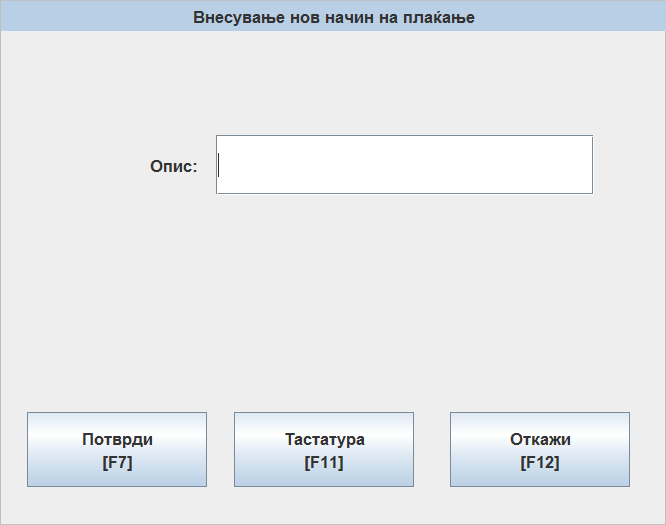 Внесување нов начин на плаќање
Опис:
Потврди
[F7]
Тастатура
[F11]
Откажи
[F12]